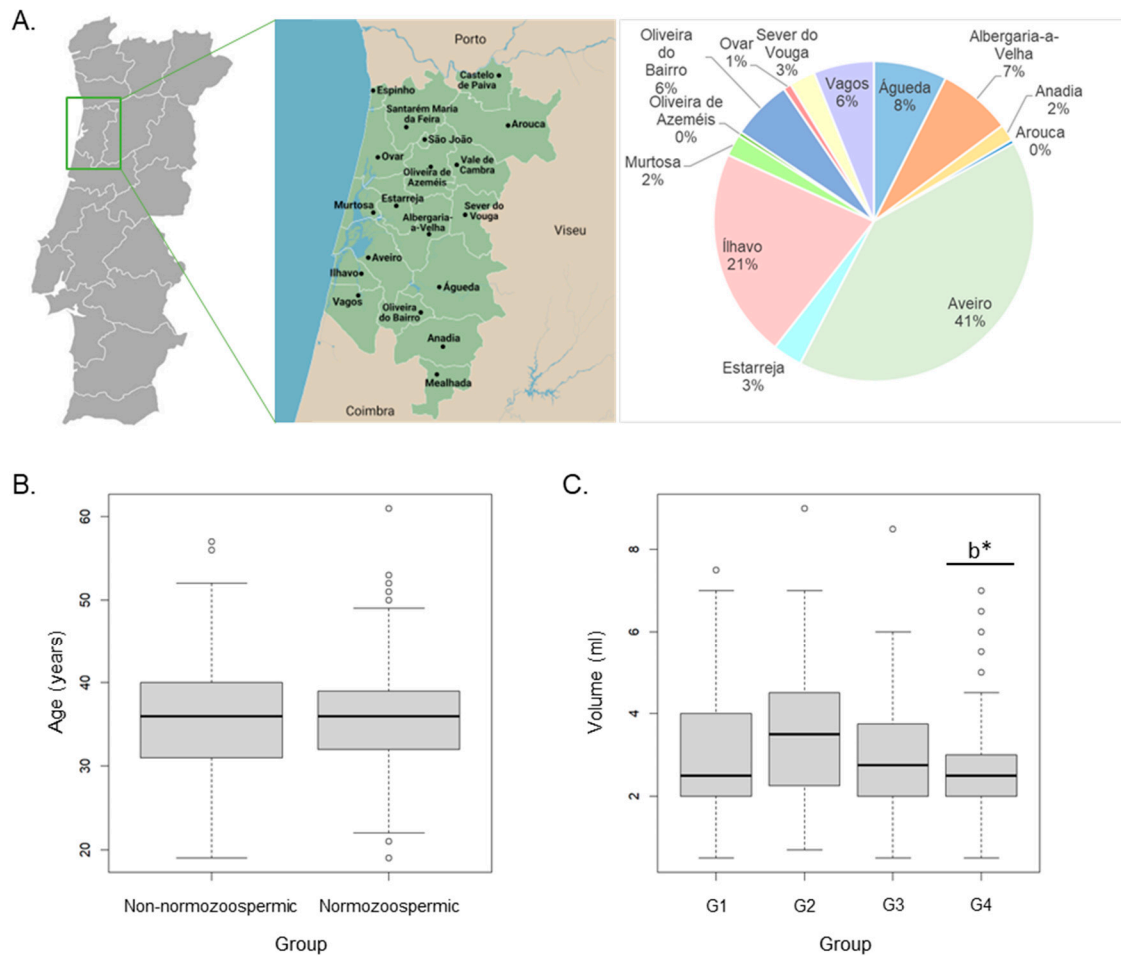 A.
Porto
Castelo
de Paiva
Espinho
Santarém Maria
da Feira
Arouca
São João
Ovar
Vale de
Cambra
Oliveira de
Azeméis
Estarreja
Murtosa
Sever do
Vouga
Albergaria-
a-Velha
Viseu
Aveiro
Ilhavo
Águeda
Vagos
Oliveira
do Bairro
Anadia
Mealhada
Coimbra
Oliveira
do
Bairro
6%
Ovar
1%
Sever do
Vouga
3%
Albergaria-a-
Velha
7%
Vagos
6%
Águeda
8%
Anadia
2%
Arouca
0%
Oliveira de
Azeméis
0%
Murtosa
2%
Ílhavo
21%
Aveiro
41%
Estarreja
3%
B.
Age (years)
60
50
40
30
20
Non-normozoospermic
Normozoospermic
Group
C.
Volume (ml)
8
6
4
2
b*
G1
G2
G3
G4
Group